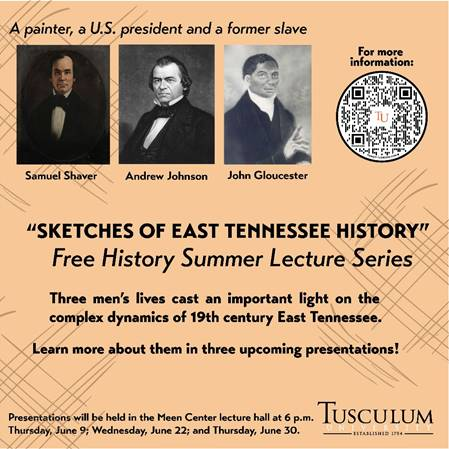 A painter, a U.S. president and a former slave
For more
information:
TU
Samuel Shaver
Andrew Johnson
John Gloucester
“SKETCHES OF EAST TENNESSEE HISTORY”
Free History Summer Lecture Series
Three men's lives cast an important light on the
complex dynamics of 19th century East Tennessee.
Learn more about them in three upcoming presentations!
Presentations will be held in the Meen Center lecture hall at 6 p.m.
Thursday, June 9; Wednesday, June 22; and Thursday, June 30.
TUSCULUM
UNIVERSITY
ESTABLISHED 1794